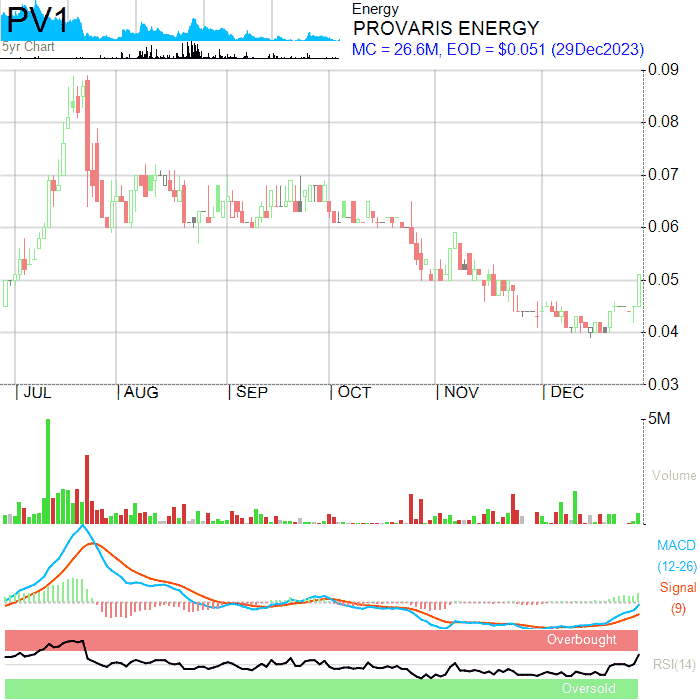 PV1
5yr Chart
Energy
PROVARIS ENERGY
MC = 26.6M, EOD = $0.051 (29Dec2023)
0.09
0.08
0.07
0.06
0.05
0.04
0.03
JUL AUG SEP OCT NOV DEC
5M
Volume
MACD
(12-26)
Signal
(9)
Overbought
RSI(14)
Oversold